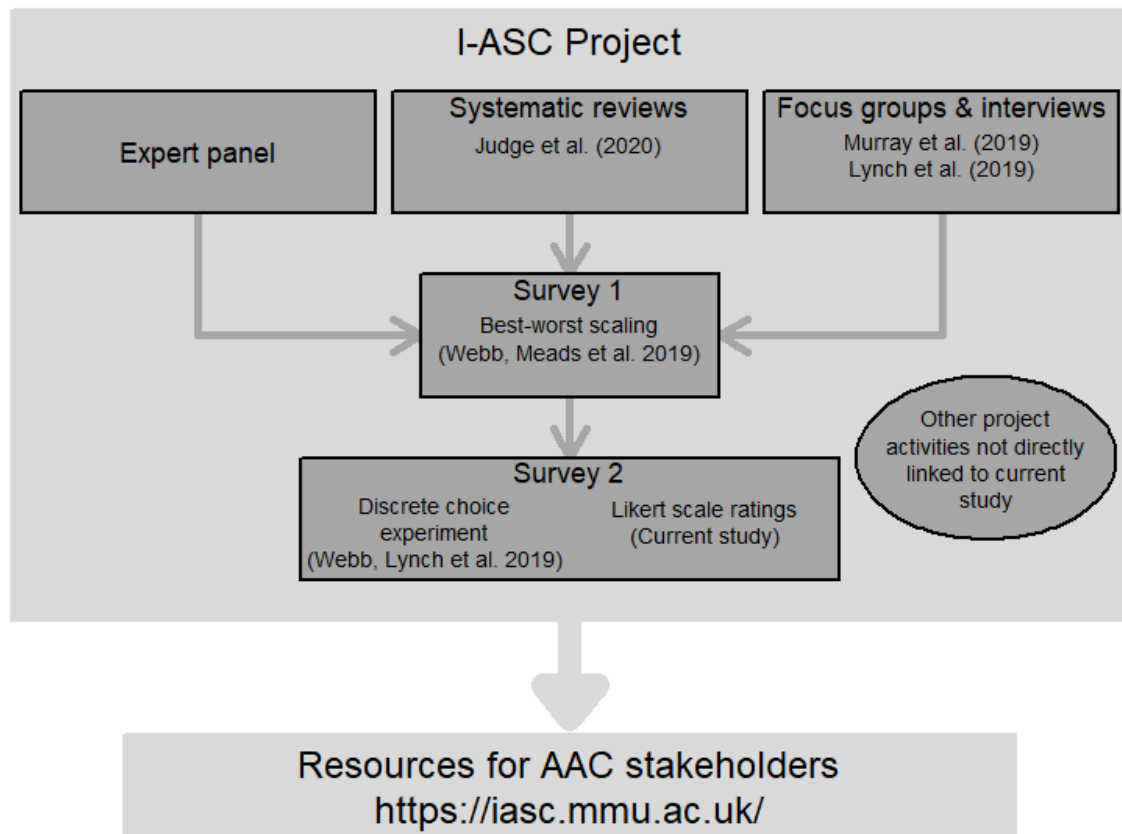 I-ASC Project
Expert panel
Systematic reviews
Judge et al. (2020)
Focus groups & interviews
Murray et al. (2019)
Lynch et al. (2019)
Survey 1
Best-worst scaling
(Webb, Meads et al. 2019)
Other project
activities not directly
linked to current
study
Survey 2
Discrete choice
experiment
(Webb, Lynch et al. 2019)
Likert scale ratings
(Current study)
Resources for AAC stakeholders
https://iasc.mmu.ac.uk/